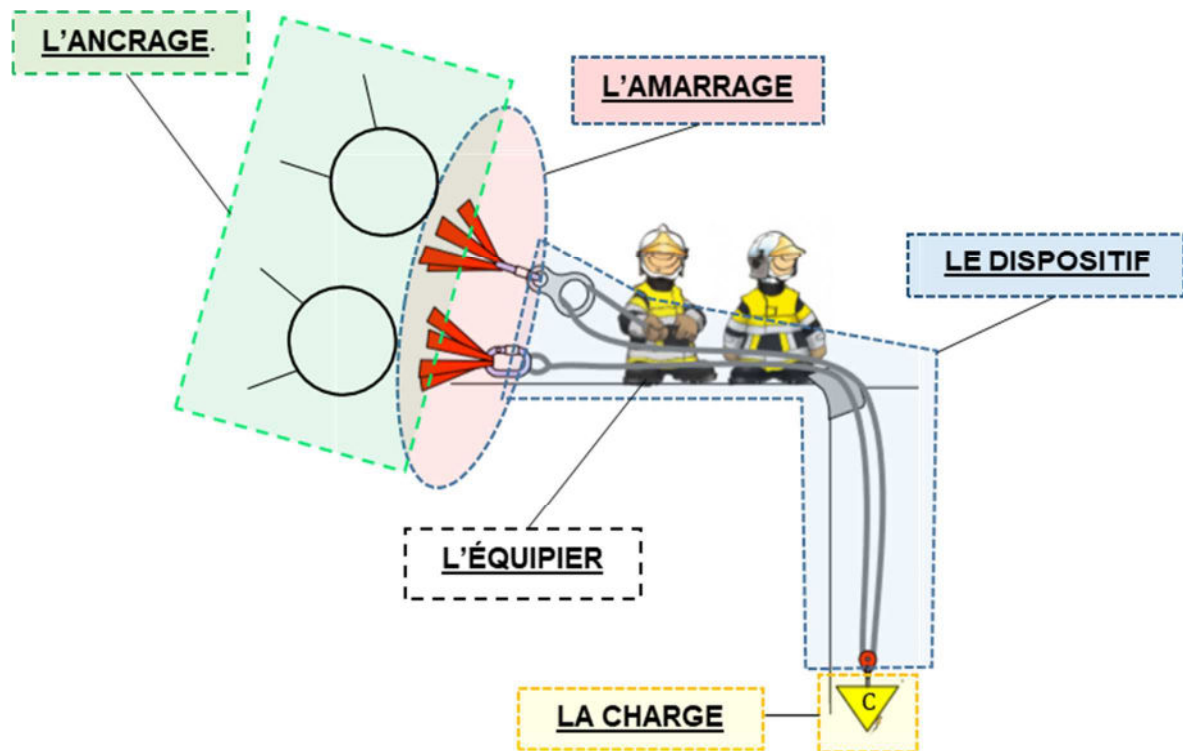 L'ANCRAGE.
L'AMARRAGE
LE DISPOSITIF
L'ÉQUIPIER
LA CHARGE
C